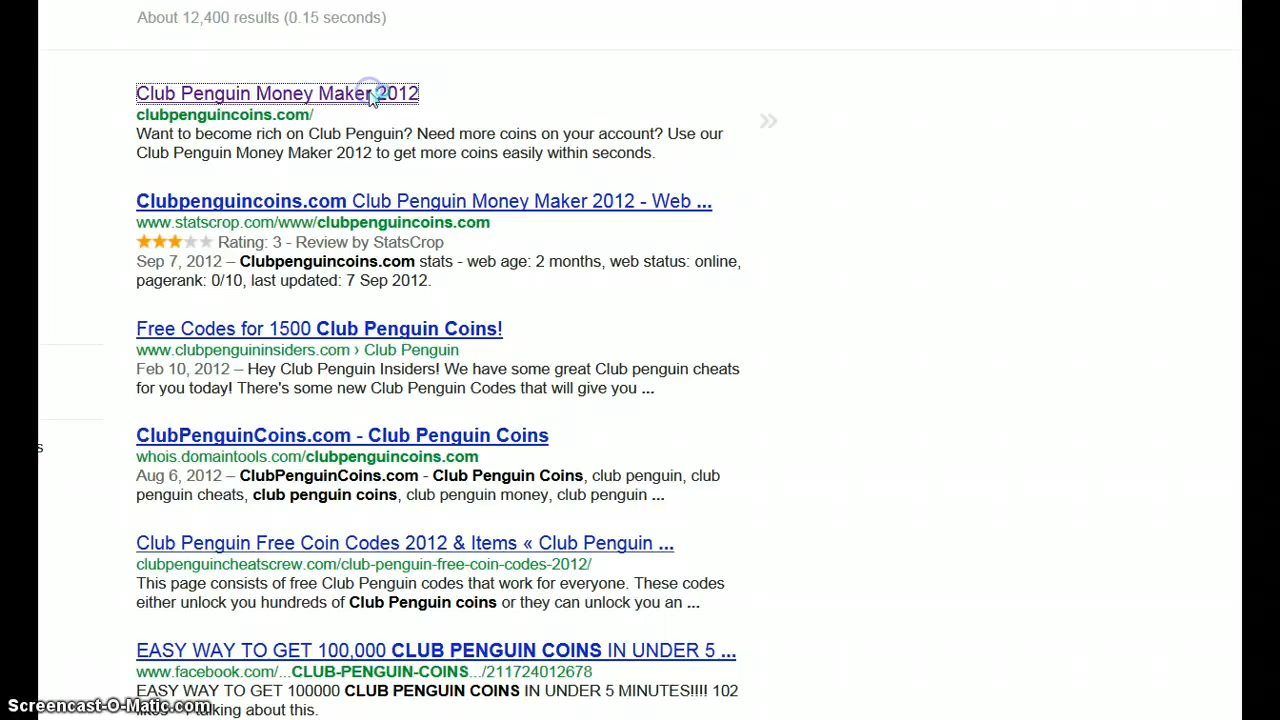 About 12,400 results (0.15 seconds)
Club Penguin Money Maker 2012
clubpenguincoins.com/
Want to become rich on Club Penguin? Need more coins on your account? Use our
Club Penguin Money Maker 2012 to get more coins easily within seconds.
Clubpenguincoins.com Club Penguin Money Maker 2012 - Web ...
www.statscrop.com/www/clubpenguincoins.com
Rating: 3 - Review by StatsCrop
Sep 7, 2012 – Clubpenguincoins.com stats - web age: 2 months, web status: online,
pagerank: 0/10, last updated: 7 Sep 2012.
Free Codes for 1500 Club Penguin Coins!
www.clubpenguininsiders.com › Club Penguin
Feb 10, 2012 – Hey Club Penguin Insiders! We have some great Club penguin cheats
for you today! There's some new Club Penguin Codes that will give you ...
ClubPenguinCoins.com - Club Penguin Coins
s
whois.domaintools.com/clubpenguincoins.com
Aug 6, 2012 – ClubPenguinCoins.com - Club Penguin Coins, club penguin, club
penguin cheats, club penguin coins, club penguin money, club penguin ...
Club Penguin Free Coin Codes 2012 & Items « Club Penguin ...
clubpenguincheatscrew.com/club-penguin-free-coin-codes-2012/
This page consists of free Club Penguin codes that work for everyone. These codes
either unlock you hundreds of Club Penguin coins or they can unlock you an ...
EASY WAY TO GET 100,000 CLUB PENGUIN COINS IN UNDER 5 ...
www.facebook.com/...CLUB-PENGUIN-COINS.../211724012678
EASY WAY TO GET 100000 CLUB PENGUIN COINS IN UNDER 5 MINUTES!!!! 102
Screencast-O-Matic.com
talking about this.